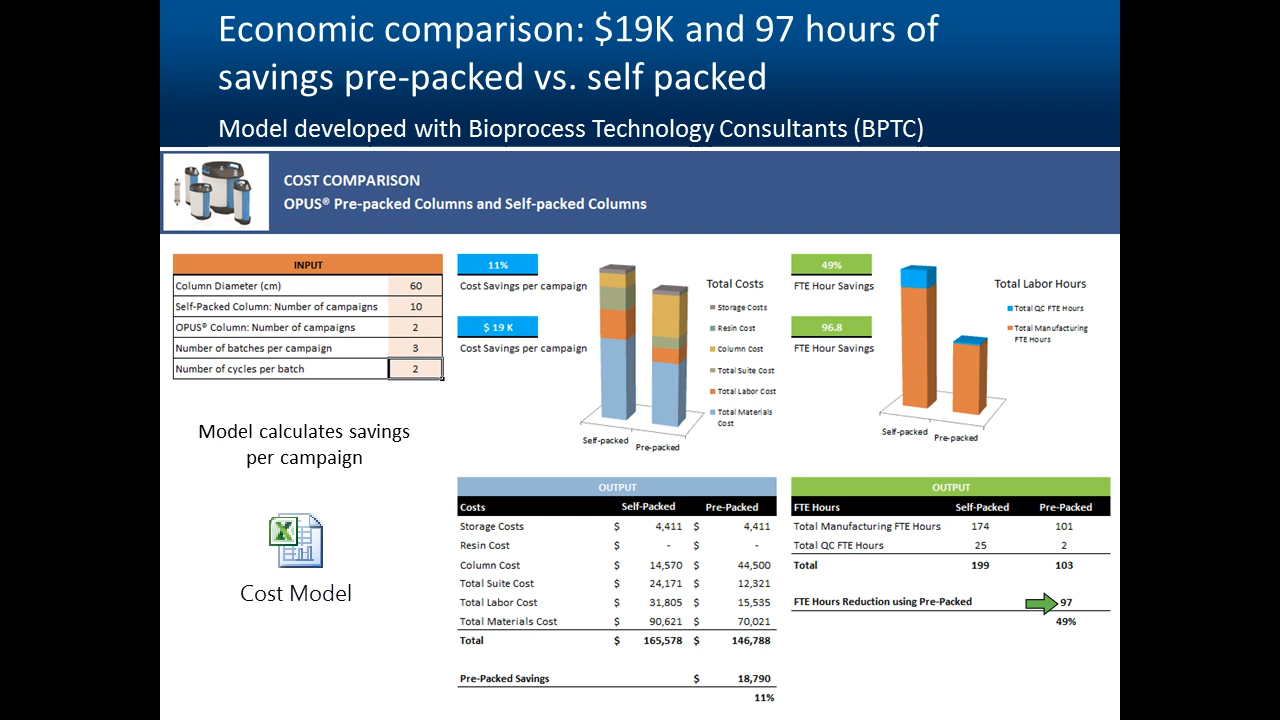 Economic comparison: $19K and 97 hours of
savings pre-packed vs. self packed
Model developed with Bioprocess Technology Consultants (BPTC)
COST COMPARISON
OPUS® Pre-packed Columns and Self-packed Columns
INPUT
Column Diameter (cm) 60
Self-Packed Column: Number of campaigns 10
OPUS® Column: Number of campaigns 2
Number of batches per campaign 3
Number of cycles per batch 2
Model calculates savings
per campaign
Cost Model
11%
Cost Savings per campaign
$ 19 K
Cost Savings per campaign
Total Costs
Storage Costs
Resin Cost
Column Cost
Total Suite Cost
Total Labor Cost
Total Materials
Cost
Self-packed
Pre-packed
49%
FTE Hour Savings
96.8
FTE Hour Savings
Total Labor Hours
Total QC FTE Hours
Total Manufacturing
FTE Hours
Self-packed
Pre-packed
OUTPUT
Costs Self-Packed Pre-Packed
Storage Costs $ 4,411 $ 4,411
Resin Cost $ - $ -
Column Cost $ 14,570 $ 44,500
Total Suite Cost $ 24,171 $ 12,321
Total Labor Cost $ 31,805 $ 15,535
Total Materials Cost $ 90,621 $ 70,021
Total $ 165,578 $ 146,788
Pre-Packed Savings $ 18,790
11%
OUTPUT
FTE Hours Self-Packed Pre-Packed
Total Manufacturing FTE Hours 174 101
Total QC FTE Hours 25 2
Total 199 103
FTE Hours Reduction using Pre-Packed 97
49%